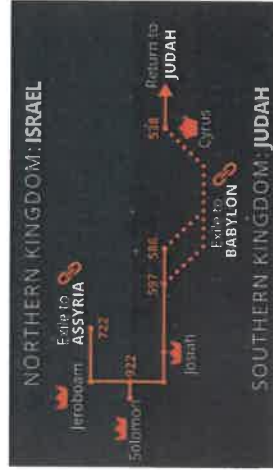 NORTHERN KINGDOM: ISRAEL
Jeroboam
Exile to
ASSYRIA
722
Solomon
922
597
586
538
Return to
JUDAH
Cyrus
Josiah
Exile to
BABYLON
SOUTHERN KINGDOM: JUDAH